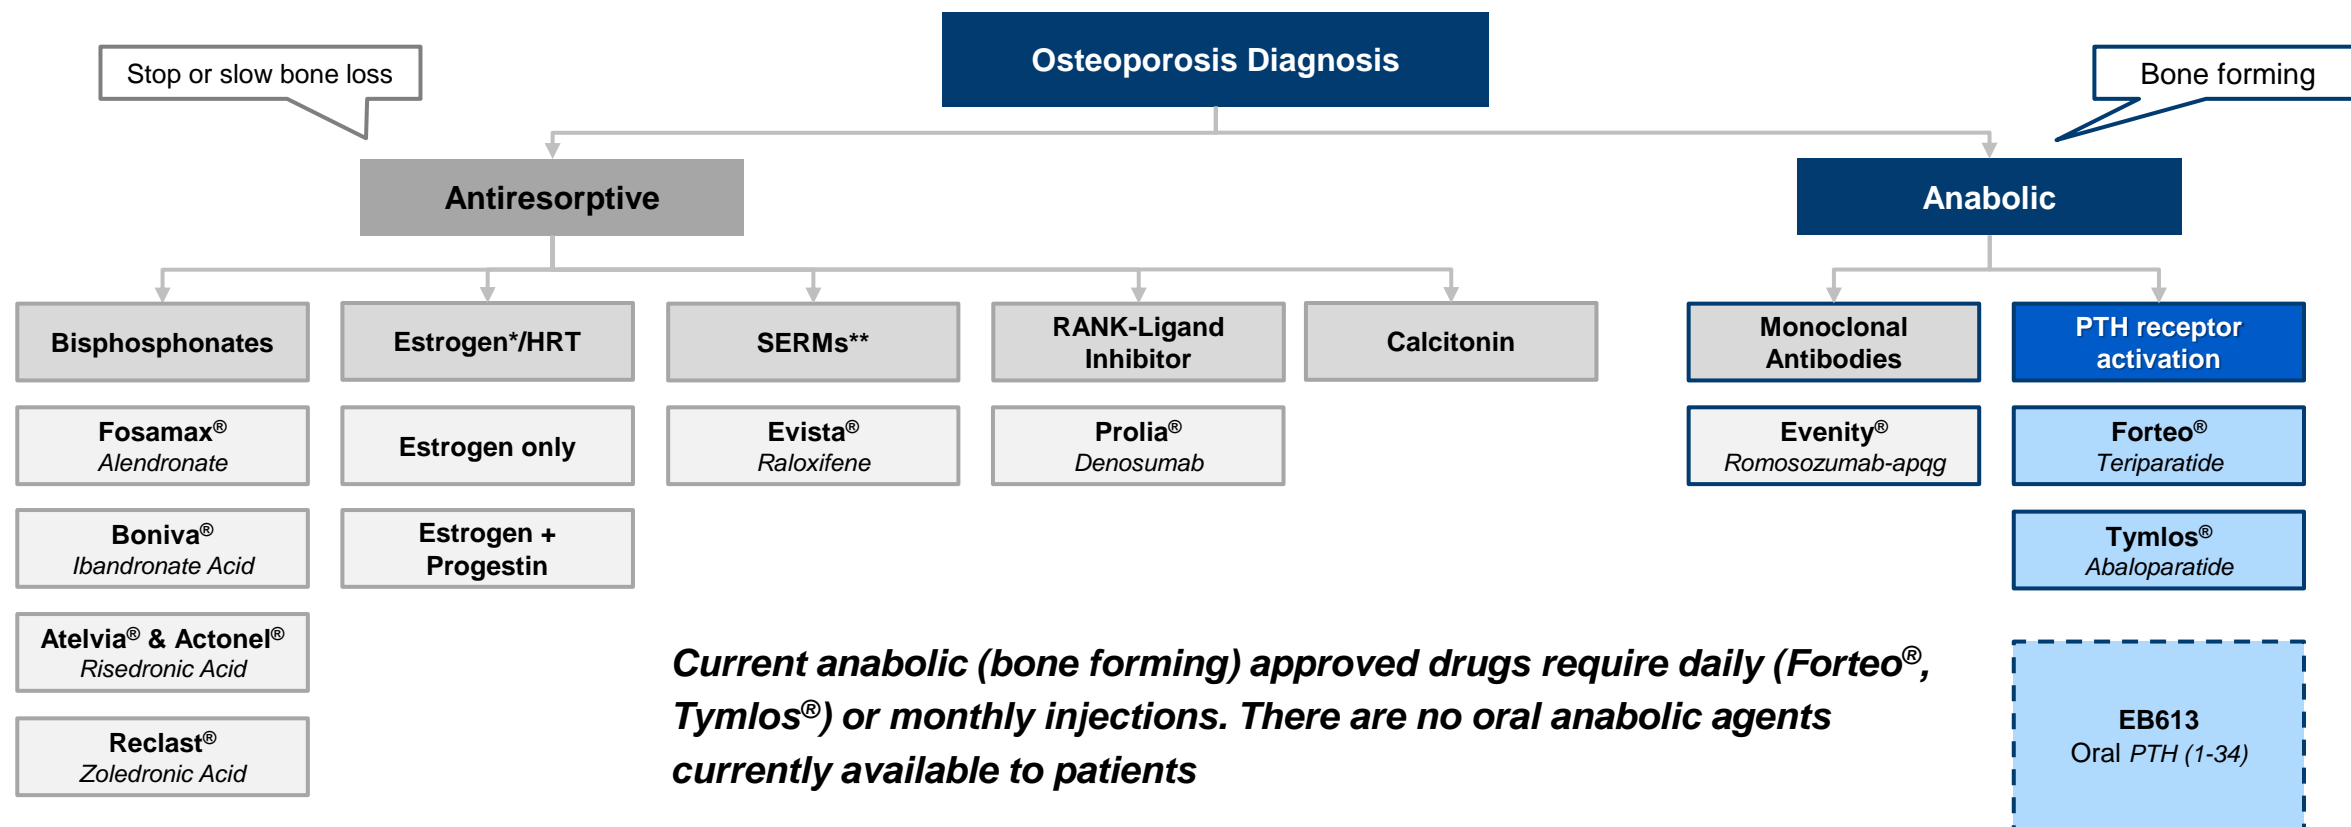 Osteoporosis Diagnosis
Stop or slow bone loss
Bone forming
Antiresorptive
Anabolic
Bisphosphonates
Estrogen*/HRT
SERMs**
RANK-Ligand
Inhibitor
Calcitonin
Monoclonal
Antibodies
PTH receptor
activation
Fosamax®
Alendronate
Estrogen only
Evista®
Raloxifene
Prolia®
Denosumab
Evenity®
Romosozumab-apqg
Forteo®
Teriparatide
Boniva®
Ibandronate Acid
Estrogen +
Progestin
Tymlos®
Abaloparatide
Atelvia® & Actonel®
Risedronic Acid
Reclast®
Zoledronic Acid
Current anabolic (bone forming) approved drugs require daily (Forteo®,
Tymlos®) or monthly injections. There are no oral anabolic agents
currently available to patients
EB613
Oral PTH (1-34)